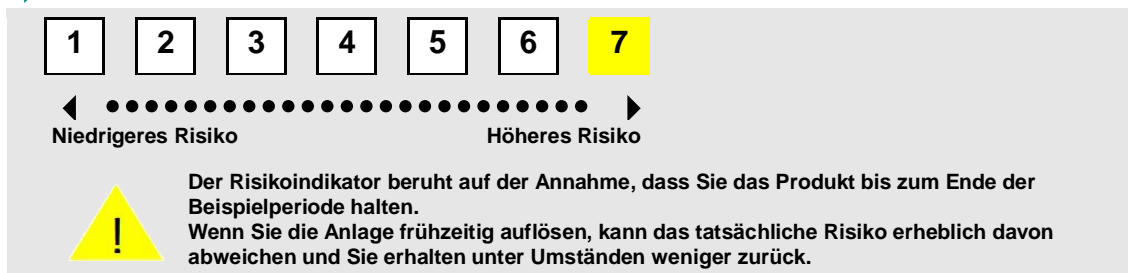 1 2 3 4 5 6 7
Niedrigeres Risiko Höheres Risiko
Der Risikoindikator beruht auf der Annahme, dass Sie das Produkt bis zum Ende der
Beispielperiode halten.
!
Wenn Sie die Anlage frühzeitig auflösen, kann das tatsächliche Risiko erheblich davon
abweichen und Sie erhalten unter Umständen weniger zurück.